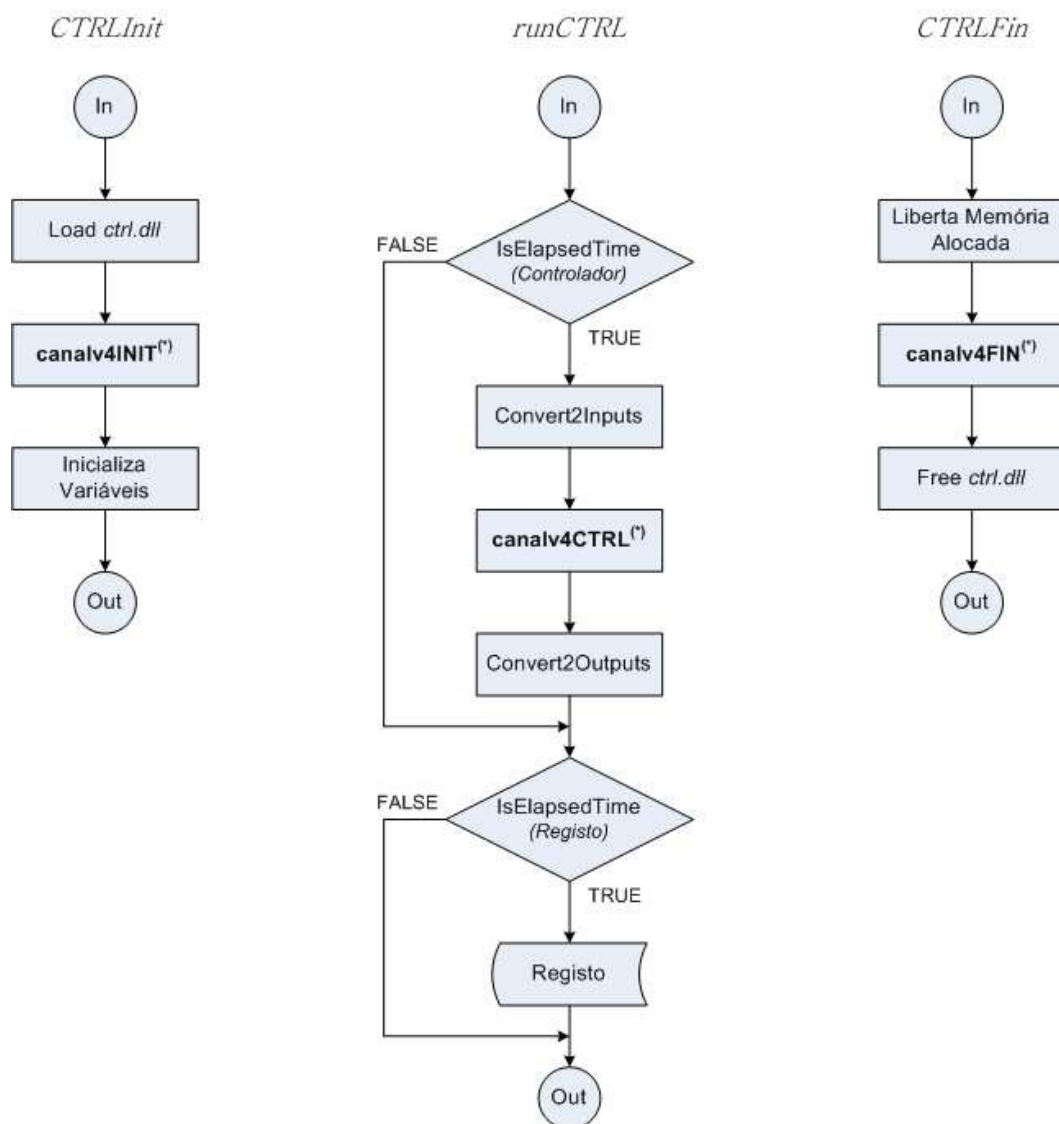 CTRLInit
In
Load ctrl.dll
canalv4INIT(*)
Inicializa
Variáveis
Out
runCTRL
In
IsElapsedTime
(Controlador)
FALSE
TRUE
Convert2Inputs
canalv4CTRL(*)
Convert2Outputs
IsElapsedTime
(Registo)
FALSE
TRUE
Registo
Out
CTRLFin
In
Liberta Memória
Alocada
canalv4FIN(*)
Free ctrl.dll
Out